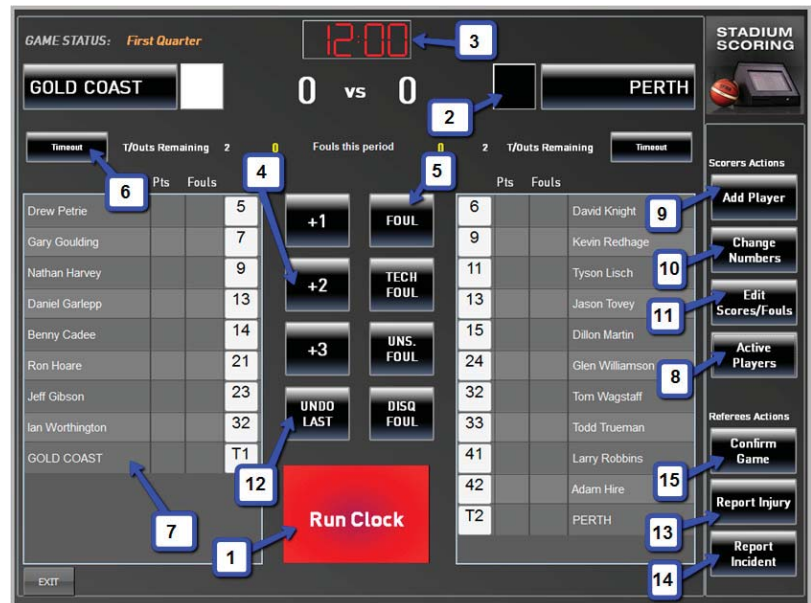 GAME STATUS: First Quarter
12:00
3
STADIUM
SCORING
GOLD COAST
0 vs 0
PERTH
2
Timeout
T/Outs Remaining 2
0 Fouls this period 0
2 T/Outs Remaining
Timeout
6
4
5
Scorers Actions
Pts Fouls
Pts Fouls
Drew Petrie 5
Gary Goulding 7
Nathan Harvey 9
Daniel Garlepp 13
Benny Cadee 14
Ron Hoare 21
Jeff Gibson 23
Ian Worthington 32
GOLD COAST T1
7
+1
FOUL
+2
TECH
FOUL
+3
UNS.
FOUL
UNDO
LAST
DISQ
FOUL
12
Run Clock
1
6 David Knight
9 Kevin Redhage
11 Tyson Lisch
13 Jason Tovey
15 Dillon Martin
24 Glen Williamson
32 Tom Wagstaff
33 Todd Trueman
41 Larry Robbins
42 Adam Hire
T2 PERTH
9
Add Player
10
Change
Numbers
11
Edit
Scores/Fouls
8
Active
Players
Referees Actions
15
Confirm
Game
13
Report Injury
14
Report
Incident
EXIT